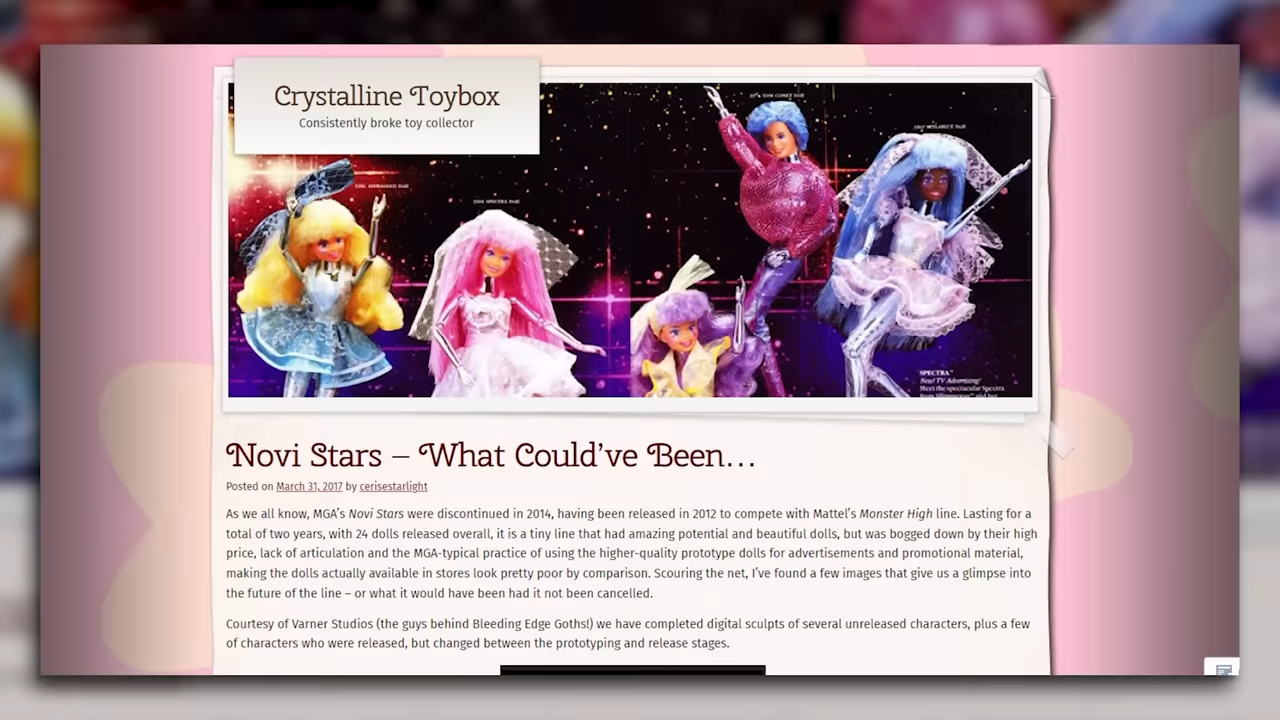 Crystalline Toybox
Consistently broke toy collector
SPECTRA™
New! TV Advertising!
Meet the spectacular Spectra
Novi Stars – What Could’ve Been…
Posted on March 31, 2017 by cerisestarlight
As we all know, MGA’s Novi Stars were discontinued in 2014, having been released in 2012 to compete with Mattel’s Monster High line. Lasting for a
total of two years, with 24 dolls released overall, it is a tiny line that had amazing potential and beautiful dolls, but was bogged down by their high
price, lack of articulation and the MGA-typical practice of using the higher-quality prototype dolls for advertisements and promotional material,
making the dolls actually available in stores look pretty poor by comparison. Scouring the net, I’ve found a few images that give us a glimpse into
the future of the line – or what it would have been had it not been cancelled.
Courtesy of Varner Studios (the guys behind Bleeding Edge Goths!) we have completed digital sculpts of several unreleased characters, plus a few
of characters who were released, but changed between the prototyping and release stages.